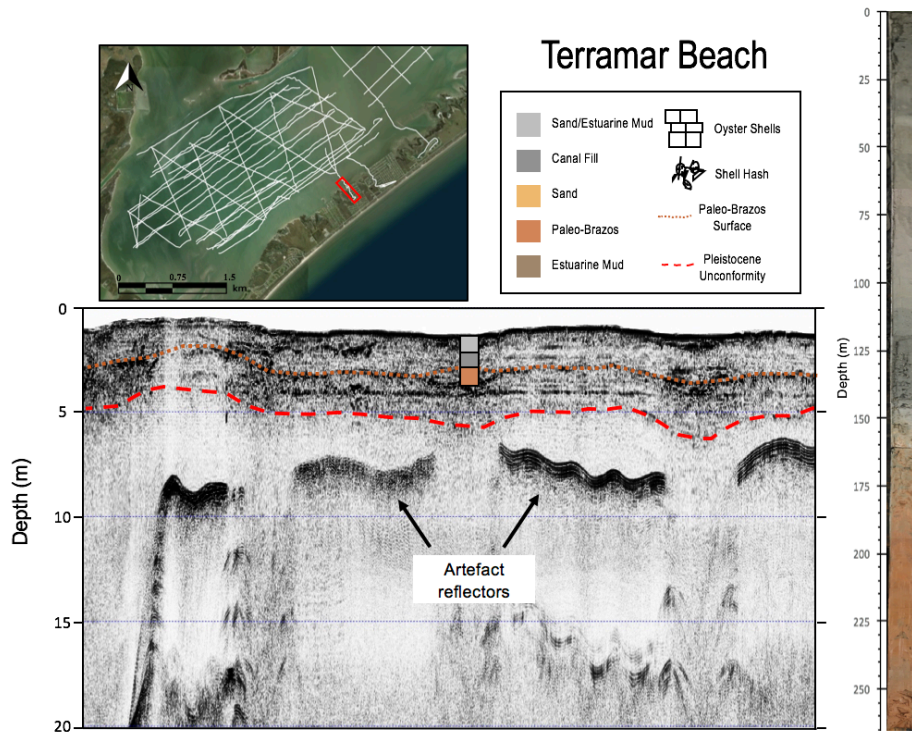 Terramar Beach
N
0 0.75 1.5
km
Sand/Estuarine Mud
Canal Fill
Sand
Paleo-Brazos
Estuarine Mud
Oyster Shells
Shell Hash
Paleo-Brazos
Surface
Pleistocene
Unconformity
Depth (m)
0
5
10
15
20
Artefact
reflectors
Depth (m)
0
25
50
75
100
125
150
175
200
225
250